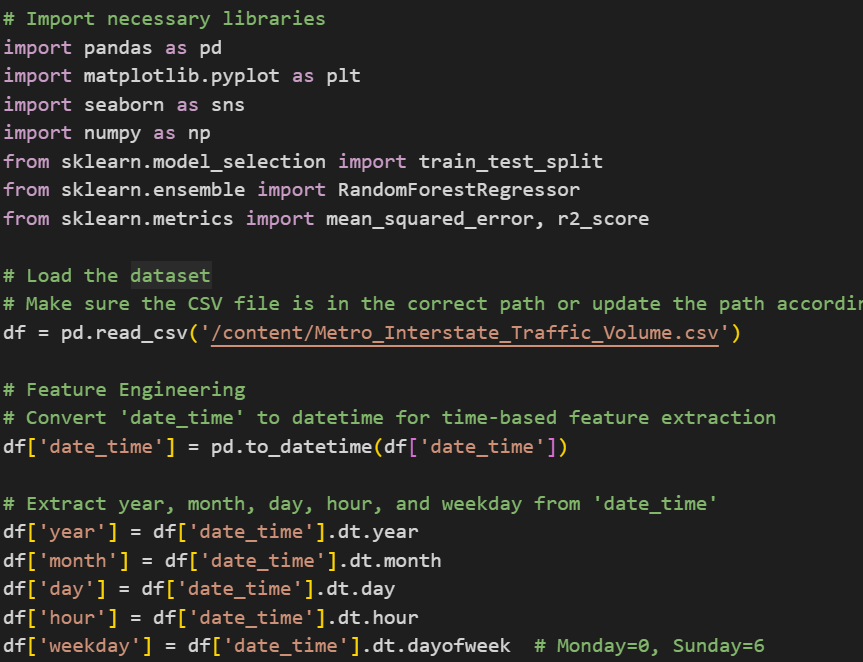 # Import necessary libraries
import pandas as pd
import matplotlib.pyplot as plt
import seaborn as sns
import numpy as np
from sklearn.model_selection import train_test_split
from sklearn.ensemble import RandomForestRegressor
from sklearn.metrics import mean_squared_error, r2_score
# Load the dataset
# Make sure the CSV file is in the correct path or update the path
df = pd.read_csv('/content/Metro_Interstate_Traffic_Volume.csv')
# Feature Engineering
# Convert 'date_time' to datetime for time-based feature extraction
df['date_time'] = pd.to_datetime(df['date_time'])
# Extract year, month, day, hour, and weekday from 'date_time'
df['year'] = df['date_time'].dt.year
df['month'] = df['date_time'].dt.month
df['day'] = df['date_time'].dt.day
df['hour'] = df['date_time'].dt.hour
df['weekday'] = df['date_time'].dt.dayofweek  # Monday=0, Sunday=6